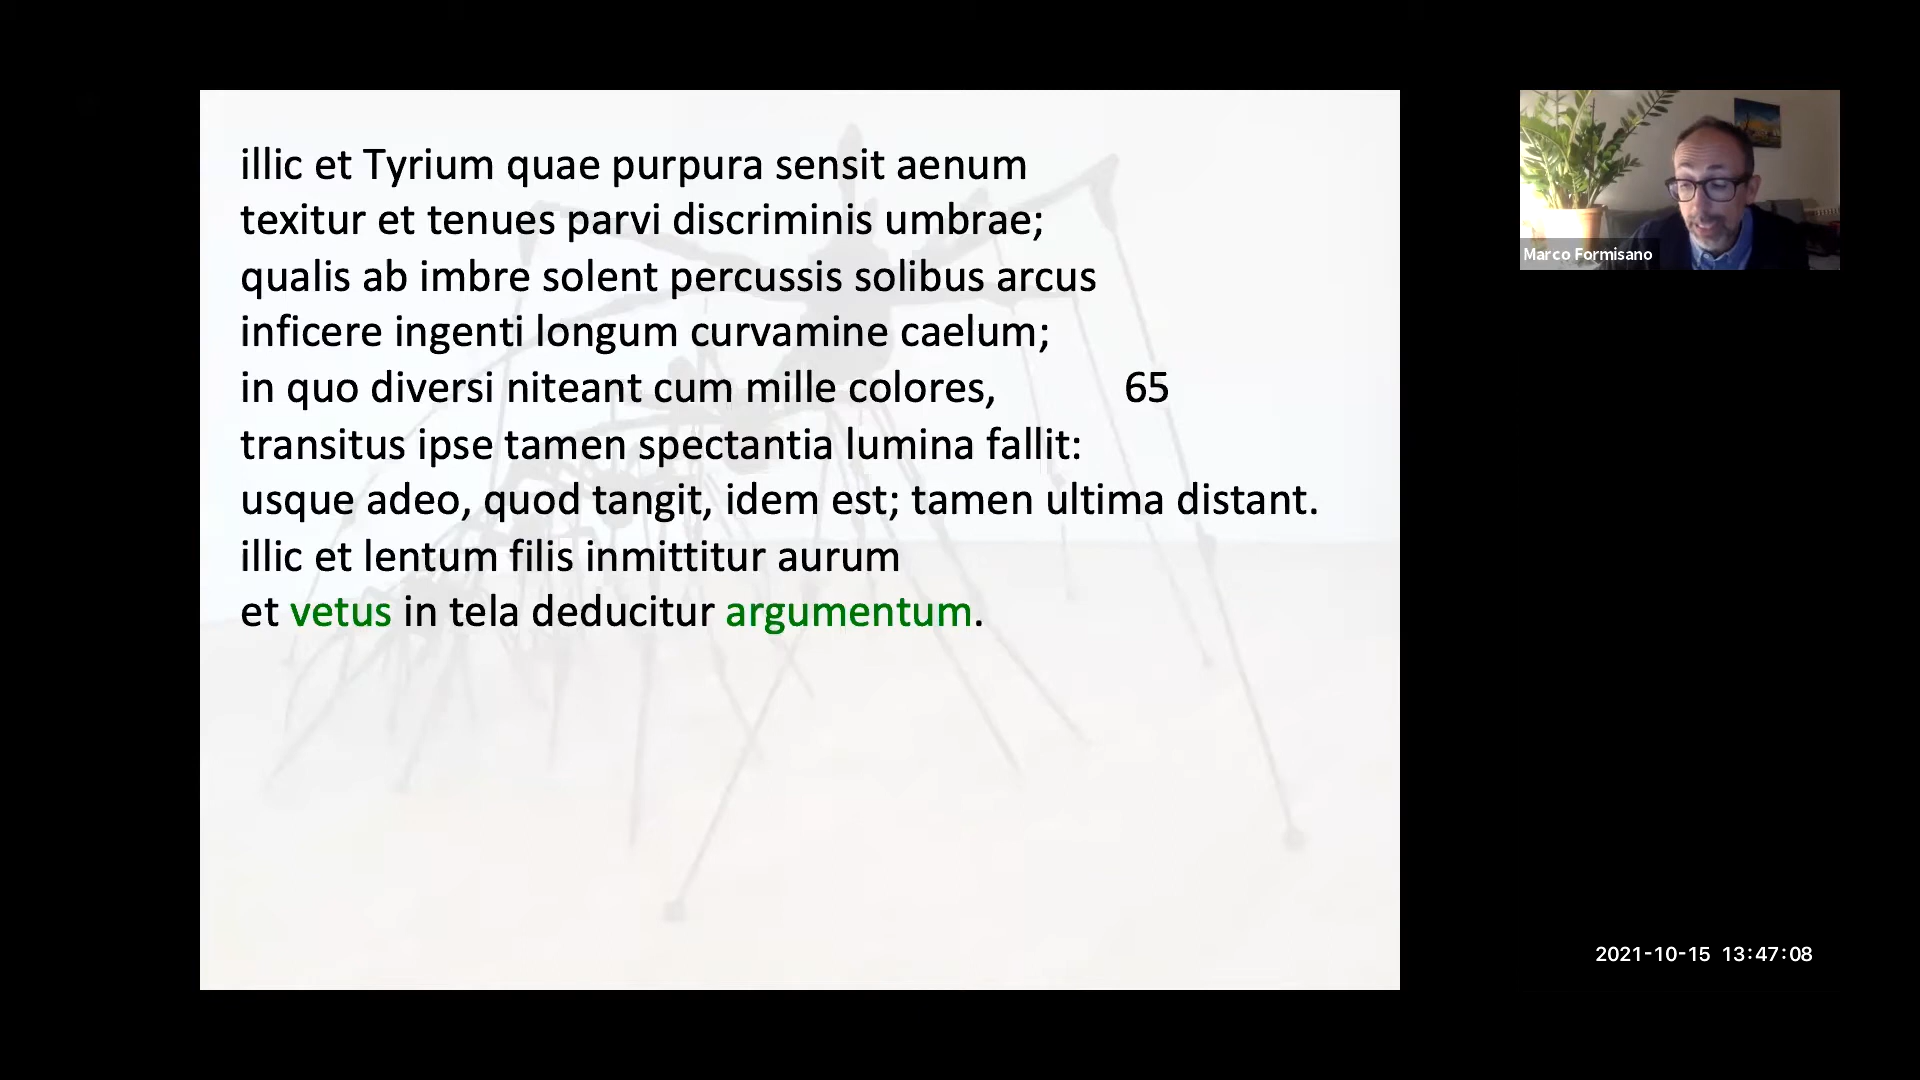 illic et Tyrium quae purpura sensit aenum
texitur et tenues parvi discriminis umbrae;
qualis ab imbre solent percussis solibus arcus
inficere ingenti longum curvamine caelum;
in quo diversi niteant cum mille colores, 65
transitus ipse tamen spectantia lumina fallit:
usque adeo, quod tangit, idem est; tamen ultima distant.
illic et lentum filis inmittitur aurum
et vetus in tela deducitur argumentum.
Marco Formisano
2021-10-15 13:47:08